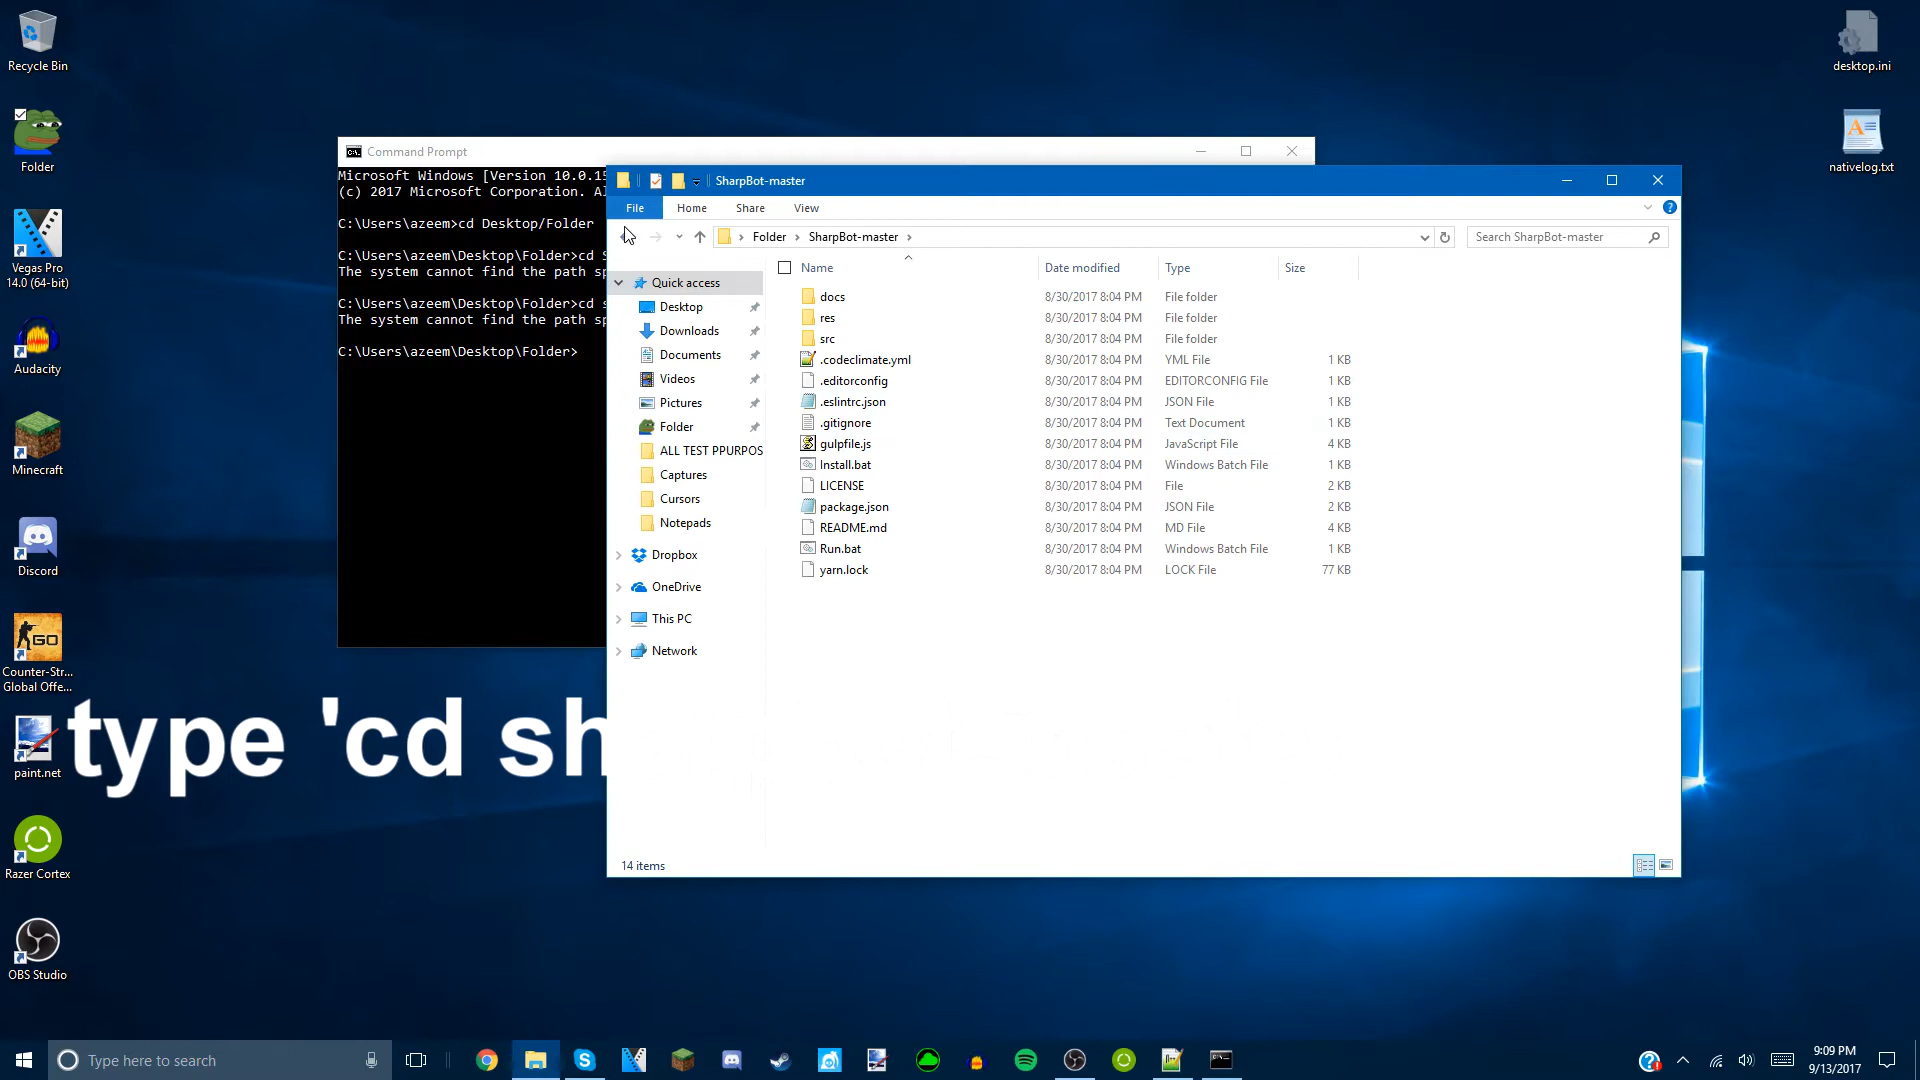 Recycle Bin
Folder
Vegas Pro
14.0 (64-bit)
Audacity
Minecraft
Discord
Counter-Str...
Global Offe...
paint.net
Razer Cortex
OBS Studio
desktop.ini
nativelog.txt
Command Prompt
Microsoft Windows [Version 10.0.15
(c) 2017 Microsoft Corporation. Al
C:\Users\azeem>cd Desktop/Folder
C:\Users\azeem\Desktop\Folder>cd S
The system cannot find the path sp
C:\Users\azeem\Desktop\Folder>cd s
The system cannot find the path sp
C:\Users\azeem\Desktop\Folder>
SharpBot-master
File Home Share View
Folder SharpBot-master
Search SharpBot-master
Quick access
Desktop
Downloads
Documents
Videos
Pictures
Folder
ALL TEST PPURPOS
Captures
Cursors
Notepads
Dropbox
OneDrive
This PC
Network
Name Date modified Type Size
docs 8/30/2017 8:04 PM File folder
res 8/30/2017 8:04 PM File folder
src 8/30/2017 8:04 PM File folder
.codeclimate.yml 8/30/2017 8:04 PM YML File 1 KB
.editorconfig 8/30/2017 8:04 PM EDITORCONFIG File 1 KB
.eslintrc.json 8/30/2017 8:04 PM JSON File 1 KB
.gitignore 8/30/2017 8:04 PM Text Document 1 KB
gulpfile.js 8/30/2017 8:04 PM JavaScript File 4 KB
Install.bat 8/30/2017 8:04 PM Windows Batch File 1 KB
LICENSE 8/30/2017 8:04 PM File 2 KB
package.json 8/30/2017 8:04 PM JSON File 2 KB
README.md 8/30/2017 8:04 PM MD File 4 KB
Run.bat 8/30/2017 8:04 PM Windows Batch File 1 KB
yarn.lock 8/30/2017 8:04 PM LOCK File 77 KB
14 items
type 'cd sh
Type here to search
9:09 PM
9/13/2017